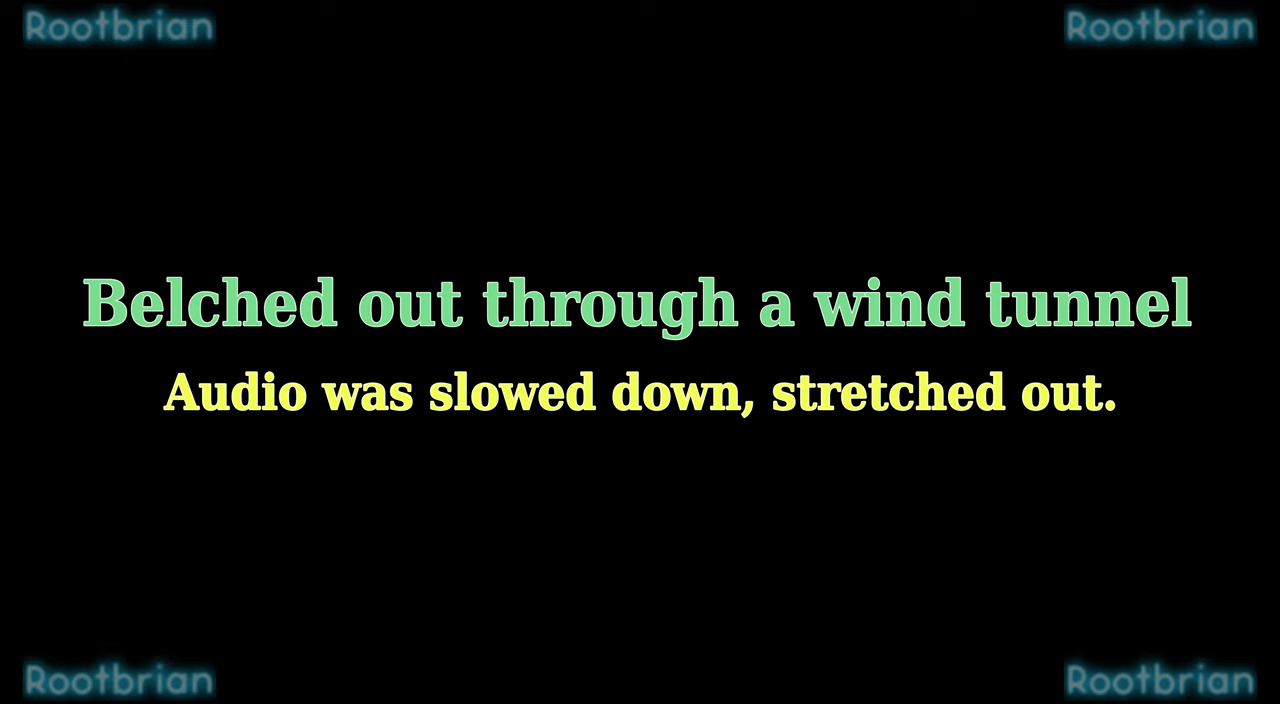 Rootbrian Rootbrian
Belched out through a wind tunnel
Audio was slowed down, stretched out.
Rootbrian Rootbrian